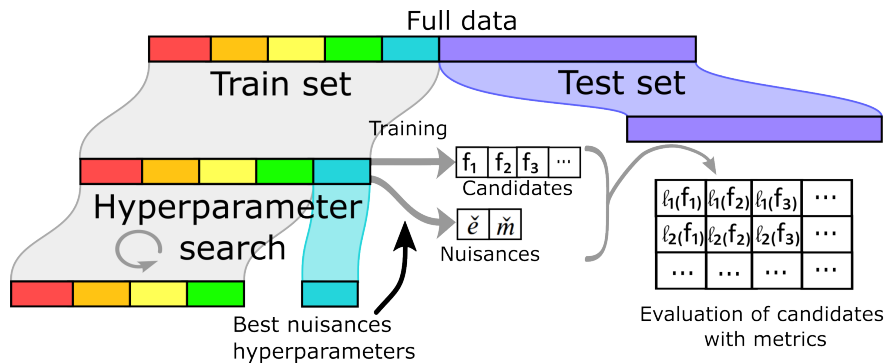 Full data
Train set
Test set
Training
f₁ f₂ f₃ ...
Candidates
Hyperparameter
search
ě m̌
Nuisances
ℓ₁(f₁) ℓ₁(f₂) ℓ₁(f₃) ...
ℓ₂(f₁) ℓ₂(f₂) ℓ₂(f₃) ...
... ... ... ...
Best nuisances
hyperparameters
Evaluation of candidates
with metrics